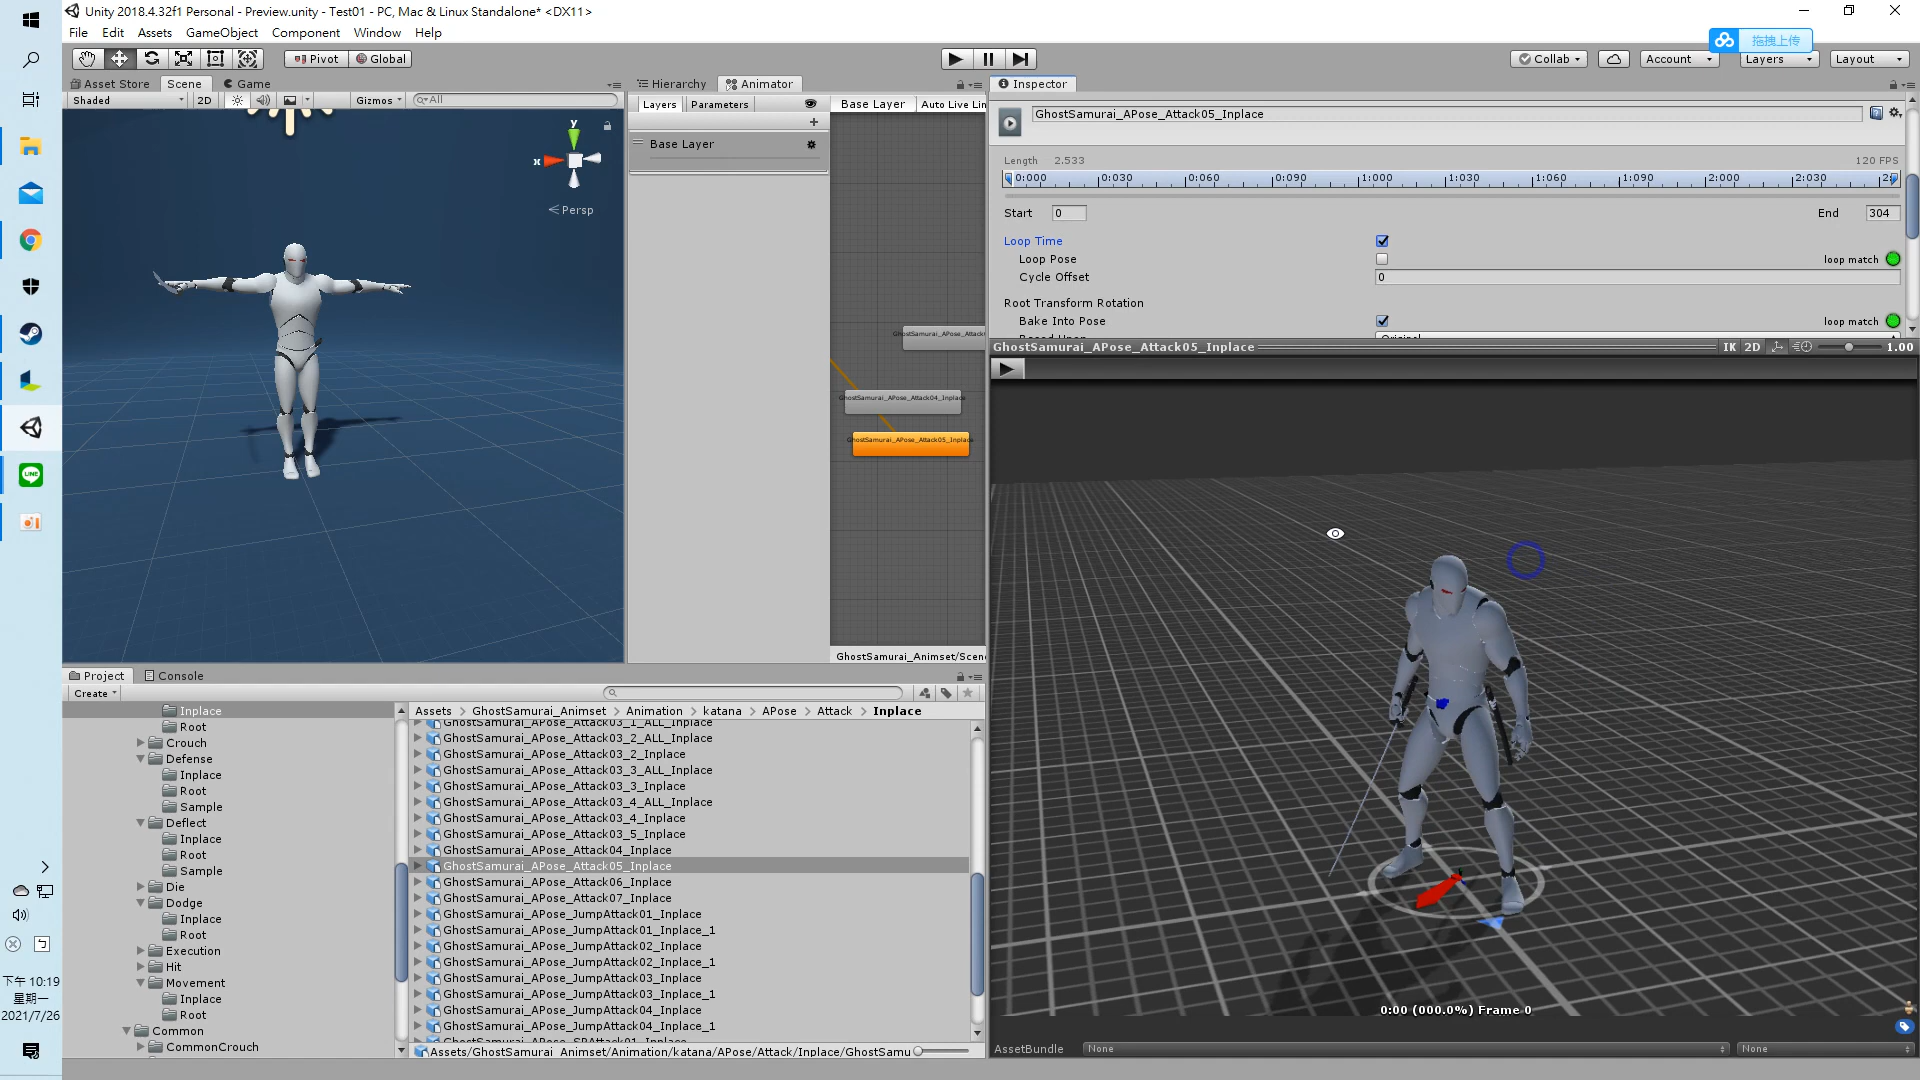 Unity 2018.4.32f1 Personal - Preview.unity - Test01 - PC, Mac & Linux Standalone* <DX11>
File Edit Assets GameObject Component Window Help
拖拽上传
Pivot Global
Collab Account Layers Layout
Asset Store Scene Game
Shaded 2D Gizmos All
y
x
Persp
Hierarchy Animator
Layers Parameters Base Layer Auto Live Lin
Base Layer
GhostSamurai_APose_Attack
GhostSamurai_APose_Attack04_Inplace
GhostSamurai_APose_Attack05_Inplace
GhostSamurai_Animset/Scene
Inspector
GhostSamurai_APose_Attack05_Inplace
Length 2.533 120 FPS
0:000 0:030 0:060 0:090 1:000 1:030 1:060 1:090 2:000 2:030
Start 0 End 304
Loop Time
Loop Pose loop match
Cycle Offset 0
Root Transform Rotation
Bake Into Pose loop match
GhostSamurai_APose_Attack05_Inplace IK 2D 1.00
0:00 (000.0%) Frame 0
AssetBundle None None
Project Console
Create
Inplace
Root
Crouch
Defense
Inplace
Root
Sample
Deflect
Inplace
Root
Sample
Die
Dodge
Inplace
Root
Execution
Hit
Movement
Inplace
Root
Common
CommonCrouch
Assets > GhostSamurai_Animset > Animation > katana > APose > Attack > Inplace
GhostSamurai_APose_Attack03_1_ALL_Inplace
GhostSamurai_APose_Attack03_2_ALL_Inplace
GhostSamurai_APose_Attack03_2_Inplace
GhostSamurai_APose_Attack03_3_ALL_Inplace
GhostSamurai_APose_Attack03_3_Inplace
GhostSamurai_APose_Attack03_4_ALL_Inplace
GhostSamurai_APose_Attack03_4_Inplace
GhostSamurai_APose_Attack03_5_Inplace
GhostSamurai_APose_Attack04_Inplace
GhostSamurai_APose_Attack05_Inplace
GhostSamurai_APose_Attack06_Inplace
GhostSamurai_APose_Attack07_Inplace
GhostSamurai_APose_JumpAttack01_Inplace
GhostSamurai_APose_JumpAttack01_Inplace_1
GhostSamurai_APose_JumpAttack02_Inplace
GhostSamurai_APose_JumpAttack02_Inplace_1
GhostSamurai_APose_JumpAttack03_Inplace
GhostSamurai_APose_JumpAttack03_Inplace_1
GhostSamurai_APose_JumpAttack04_Inplace
GhostSamurai_APose_JumpAttack04_Inplace_1
Assets/GhostSamurai_Animset/Animation/katana/APose/Attack/Inplace/GhostSamu
LINE
下午 10:19
星期一
2021/7/26